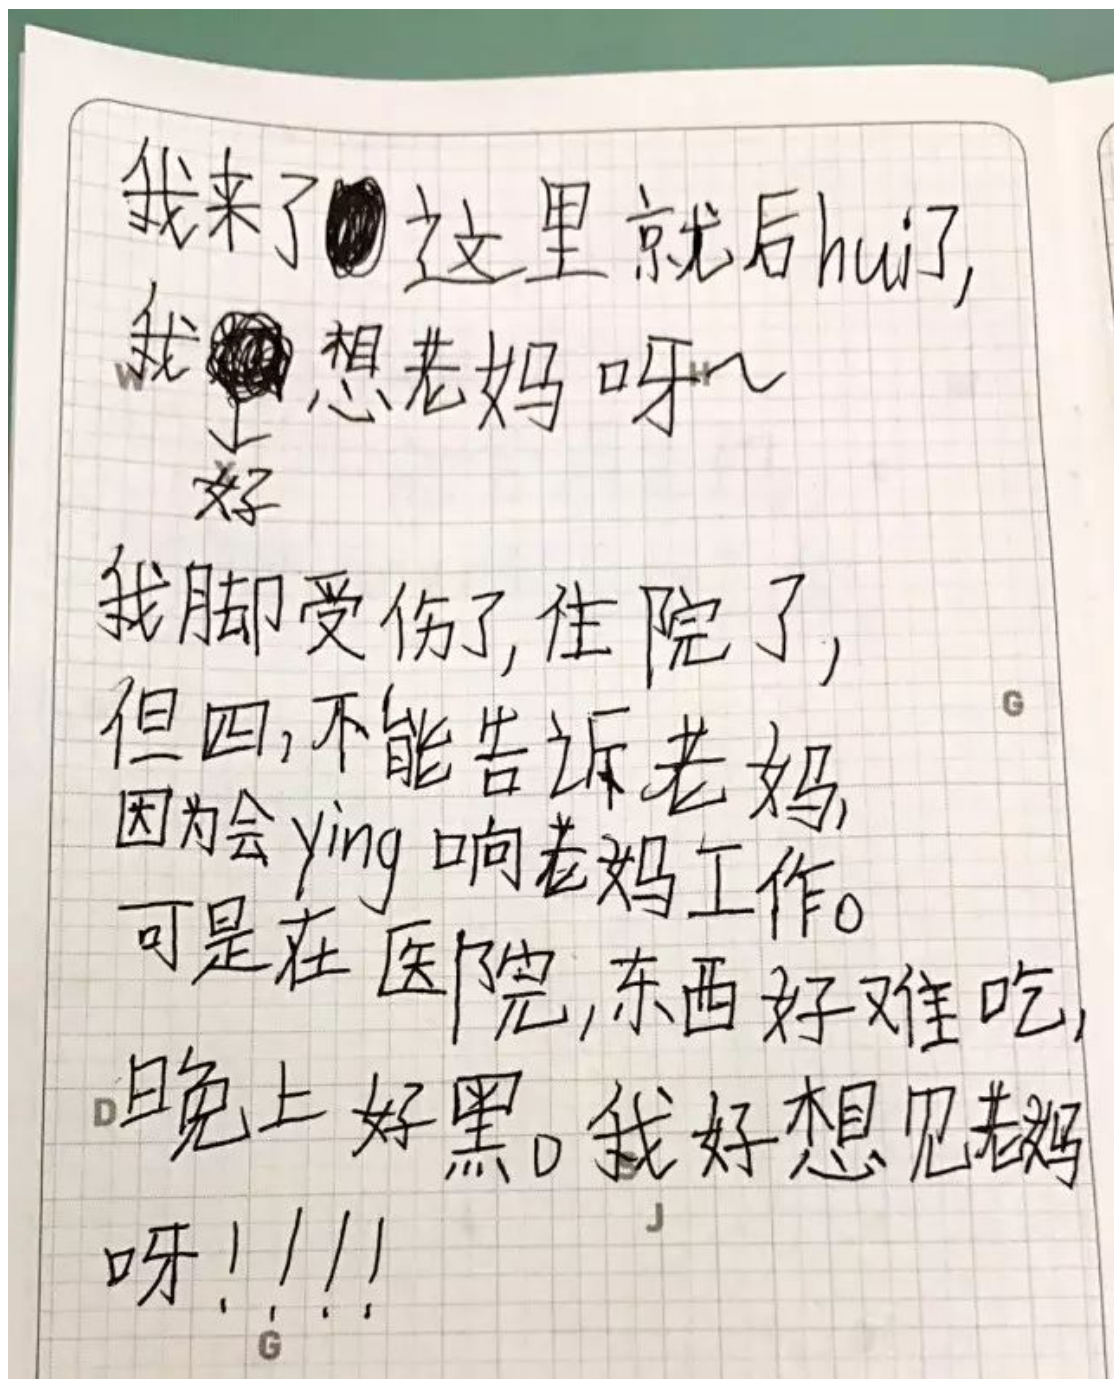 我来了这里就后hui了，
我想老妈呀～
↓
好
我脚受伤了，住院了，
但四，不能告诉老妈，
因为会ying响老妈工作。
可是在医院，东西好难吃，
晚上好黑。我好想见老妈
呀！！！！
W
H
G
D
S
J
G